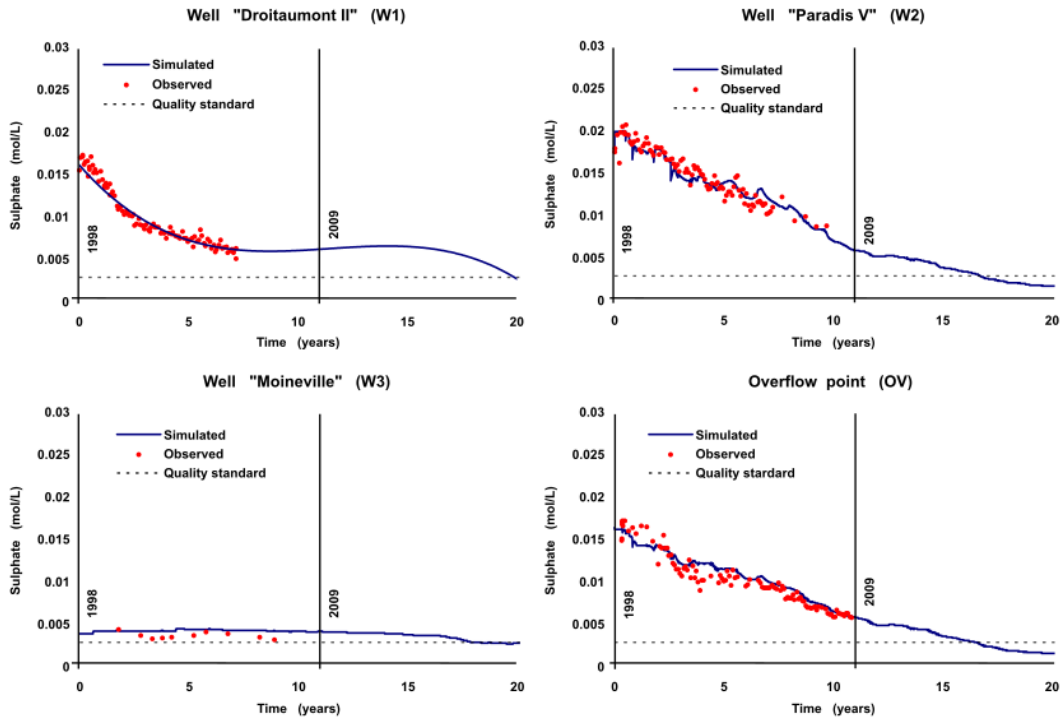 Well "Droitaumont II" (W1)
0.03
0.025
0.02
0.015
0.01
0.005
0
Sulphate (mol/L)
Simulated
Observed
Quality standard
1998
2009
0 5 10 15 20
Time (years)
Well "Paradis V" (W2)
0.03
0.025
0.02
0.015
0.01
0.005
0
Sulphate (mol/L)
Simulated
Observed
Quality standard
1998
2009
0 5 10 15 20
Time (years)
Well "Moineville" (W3)
0.03
0.025
0.02
0.015
0.01
0.005
0
Sulphate (mol/L)
Simulated
Observed
Quality standard
1998
2009
0 5 10 15 20
Time (years)
Overflow point (OV)
0.03
0.025
0.02
0.015
0.01
0.005
0
Sulphate (mol/L)
Simulated
Observed
Quality stardard
1998
2009
0 5 10 15 20
Time (years)